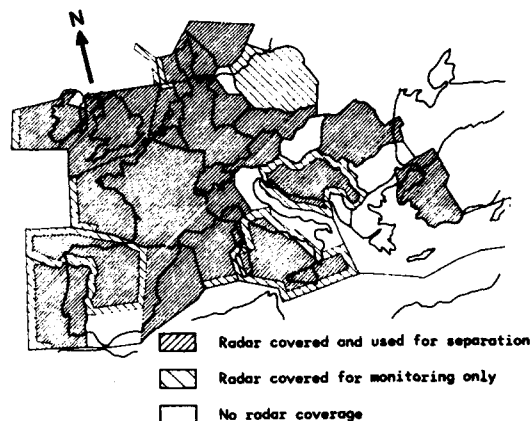 N
Radar covered and used for separation
Radar covered for monitoring only
No radar coverage